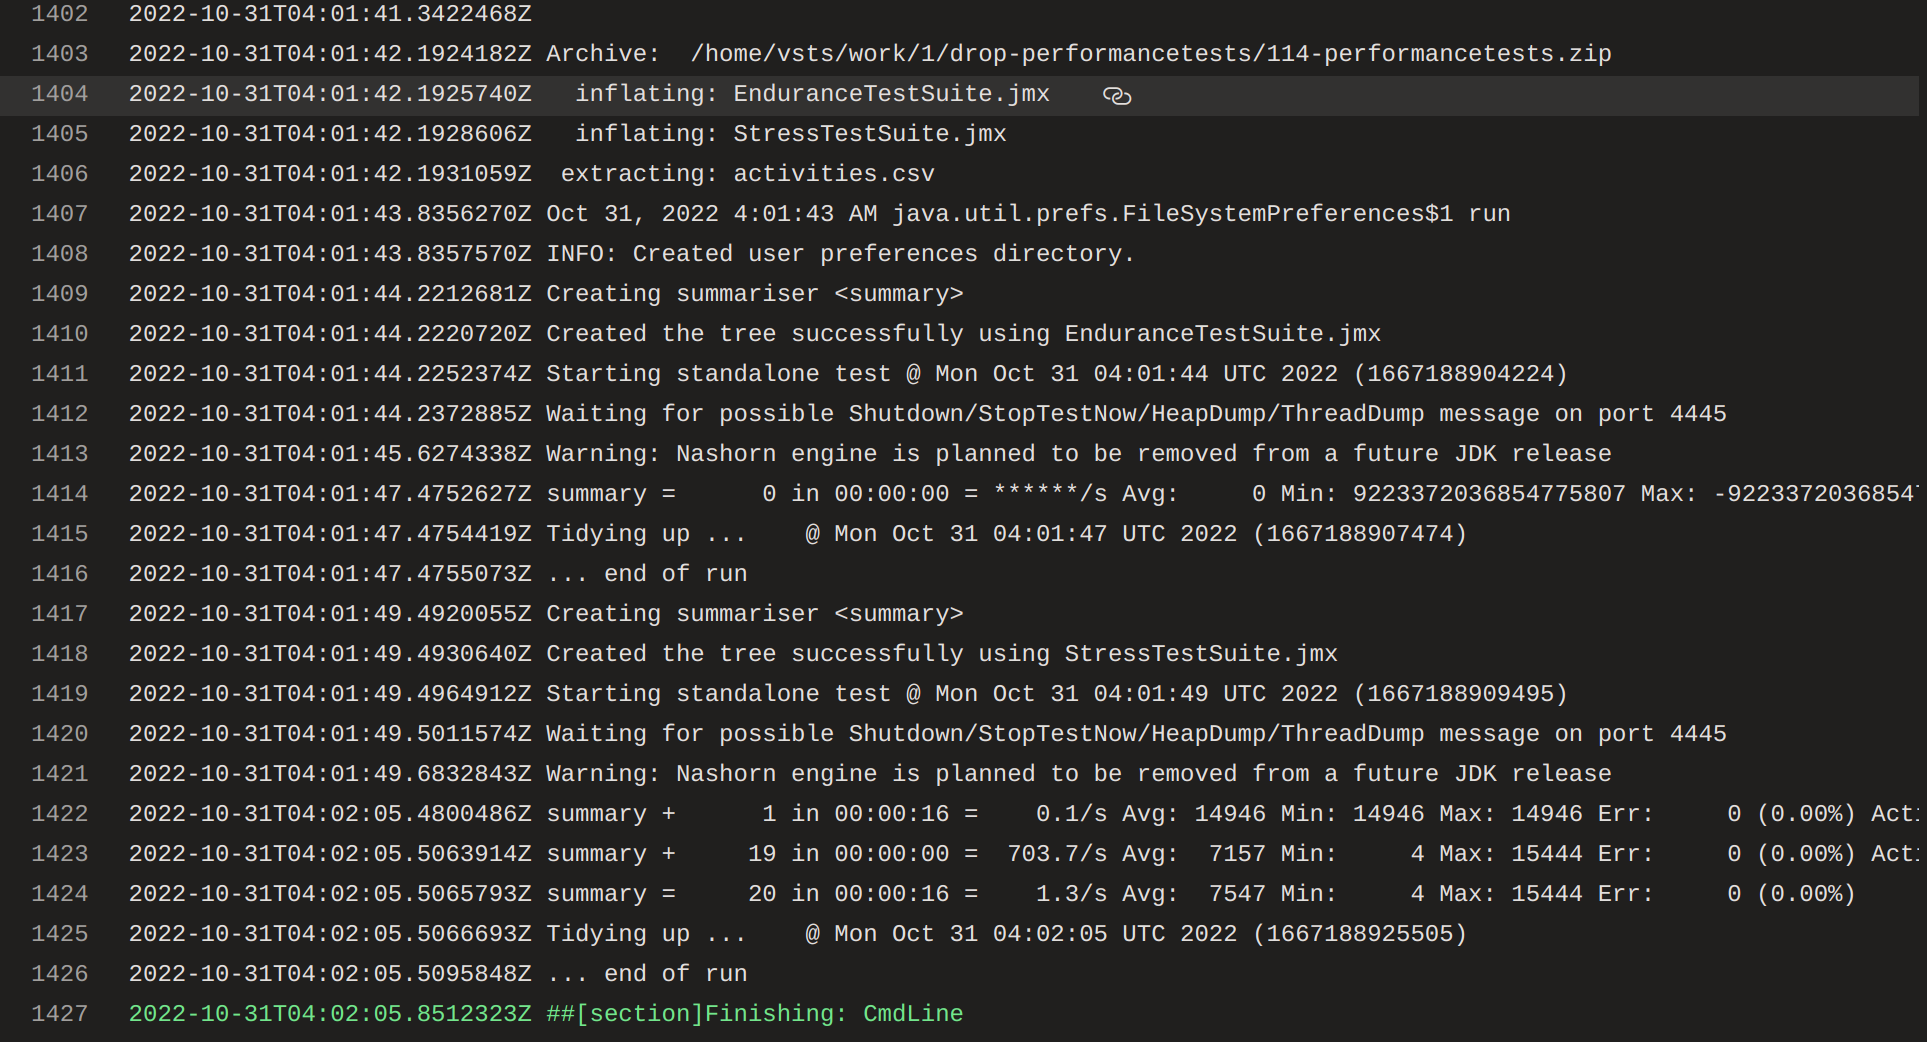 1402 2022-10-31T04:01:41.3422468Z
1403 2022-10-31T04:01:42.1924182Z Archive:  /home/vsts/work/1/drop-performancetests/114-performancetests.zip
1404 2022-10-31T04:01:42.1925740Z   inflating: EnduranceTestSuite.jmx
1405 2022-10-31T04:01:42.1928606Z   inflating: StressTestSuite.jmx
1406 2022-10-31T04:01:42.1931059Z  extracting: activities.csv
1407 2022-10-31T04:01:43.8356270Z Oct 31, 2022 4:01:43 AM java.util.prefs.FileSystemPreferences$1 run
1408 2022-10-31T04:01:43.8357570Z INFO: Created user preferences directory.
1409 2022-10-31T04:01:44.2212681Z Creating summariser <summary>
1410 2022-10-31T04:01:44.2220720Z Created the tree successfully using EnduranceTestSuite.jmx
1411 2022-10-31T04:01:44.2252374Z Starting standalone test @ Mon Oct 31 04:01:44 UTC 2022 (1667188904224)
1412 2022-10-31T04:01:44.2372885Z Waiting for possible Shutdown/StopTestNow/HeapDump/ThreadDump message on port 4445
1413 2022-10-31T04:01:45.6274338Z Warning: Nashorn engine is planned to be removed from a future JDK release
1414 2022-10-31T04:01:47.4752627Z summary =      0 in 00:00:00 = ******/s Avg:     0 Min: 9223372036854775807 Max: -92233720368547
1415 2022-10-31T04:01:47.4754419Z Tidying up ...    @ Mon Oct 31 04:01:47 UTC 2022 (1667188907474)
1416 2022-10-31T04:01:47.4755073Z ... end of run
1417 2022-10-31T04:01:49.4920055Z Creating summariser <summary>
1418 2022-10-31T04:01:49.4930640Z Created the tree successfully using StressTestSuite.jmx
1419 2022-10-31T04:01:49.4964912Z Starting standalone test @ Mon Oct 31 04:01:49 UTC 2022 (1667188909495)
1420 2022-10-31T04:01:49.5011574Z Waiting for possible Shutdown/StopTestNow/HeapDump/ThreadDump message on port 4445
1421 2022-10-31T04:01:49.6832843Z Warning: Nashorn engine is planned to be removed from a future JDK release
1422 2022-10-31T04:02:05.4800486Z summary +      1 in 00:00:16 =    0.1/s Avg: 14946 Min: 14946 Max: 14946 Err:     0 (0.00%) Acti
1423 2022-10-31T04:02:05.5063914Z summary +     19 in 00:00:00 =  703.7/s Avg:  7157 Min:     4 Max: 15444 Err:     0 (0.00%) Acti
1424 2022-10-31T04:02:05.5065793Z summary =     20 in 00:00:16 =    1.3/s Avg:  7547 Min:     4 Max: 15444 Err:     0 (0.00%)
1425 2022-10-31T04:02:05.5066693Z Tidying up ...    @ Mon Oct 31 04:02:05 UTC 2022 (1667188925505)
1426 2022-10-31T04:02:05.5095848Z ... end of run
1427 2022-10-31T04:02:05.8512323Z ##[section]Finishing: CmdLine